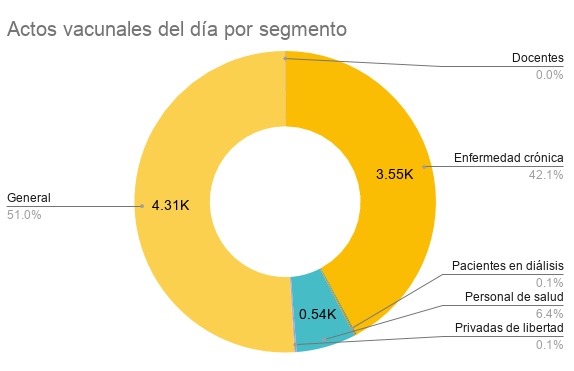 Actos vacunales del día por segmento
Docentes
0.0%
Enfermedad crónica
42.1%
3.55K
General
51.0%
4.31K
Pacientes en diálisis
0.1%
Personal de salud
6.4%
0.54K
Privadas de libertad
0.1%